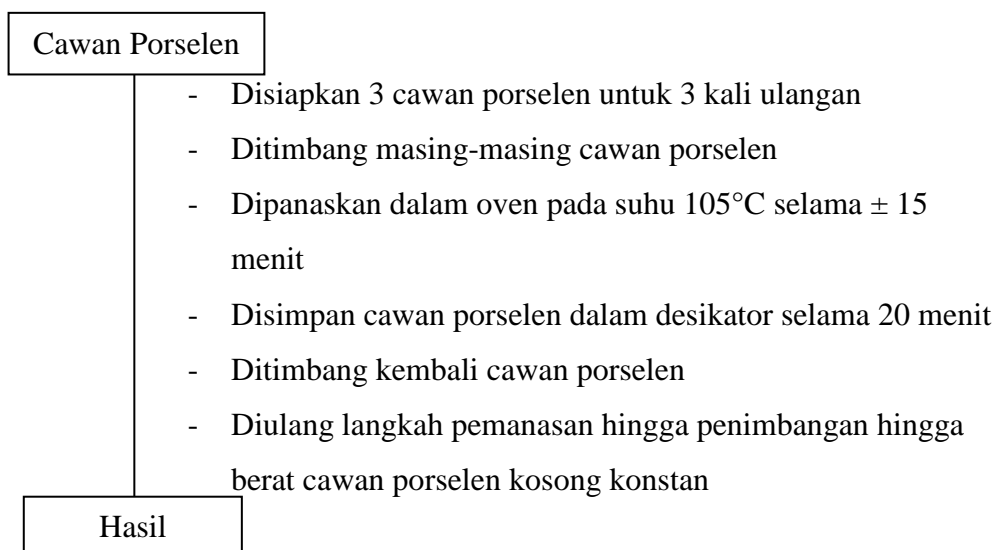 Cawan Porselen
- Disiapkan 3 cawan porselen untuk 3 kali ulangan
- Ditimbang masing-masing cawan porselen
- Dipanaskan dalam oven pada suhu 105°C selama ± 15
menit
- Disimpan cawan porselen dalam desikator selama 20 menit
- Ditimbang kembali cawan porselen
- Diulang langkah pemanasan hingga penimbangan hingga
berat cawan porselen kosong konstan
Hasil